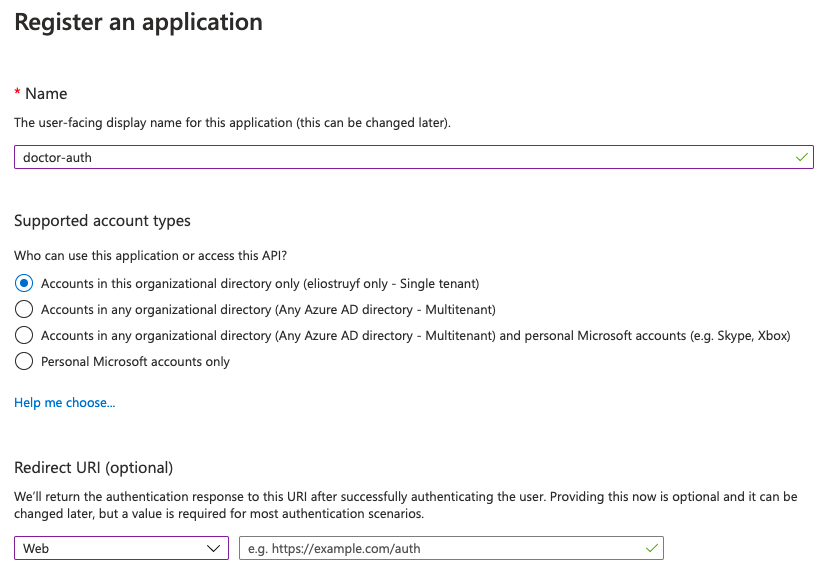 Register an application
* Name
The user-facing display name for this application (this can be changed later).
doctor-auth
Supported account types
Who can use this application or access this API?
Accounts in this organizational directory only (eliostruyf only - Single tenant)
Accounts in any organizational directory (Any Azure AD directory - Multitenant)
Accounts in any organizational directory (Any Azure AD directory - Multitenant) and personal Microsoft accounts (e.g. Skype, Xbox)
Personal Microsoft accounts only
Help me choose...
Redirect URI (optional)
We'll return the authentication response to this URI after successfully authenticating the user. Providing this now is optional and it can be
changed later, but a value is required for most authentication scenarios.
Web e.g. https://example.com/auth